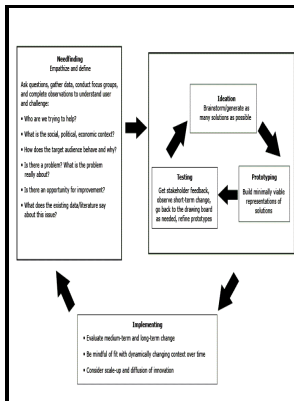 Needfinding
Empathize and define
Ask questions, gather data, conduct focus groups,
and complete observations to understand user
and challenge:
• Who are we trying to help?
• What is the social, political, economic context?
• How does the target audience behave and why?
• Is there a problem? What is the problem
really about?
• Is there an opportunity for improvement?
• What does the existing data/literature say
about this issue?
Ideation
Brainstorm/generate as
many solutions as possible
Testing
Get stakeholder feedback,
observe short-term change,
go back to the drawing board
as needed, refine prototypes
Prototyping
Build minimally viable
representations of
solutions
Implementing
• Evaluate medium-term and long-term change
• Be mindful of fit with dynamically changing context over time
• Consider scale-up and diffusion of innovation